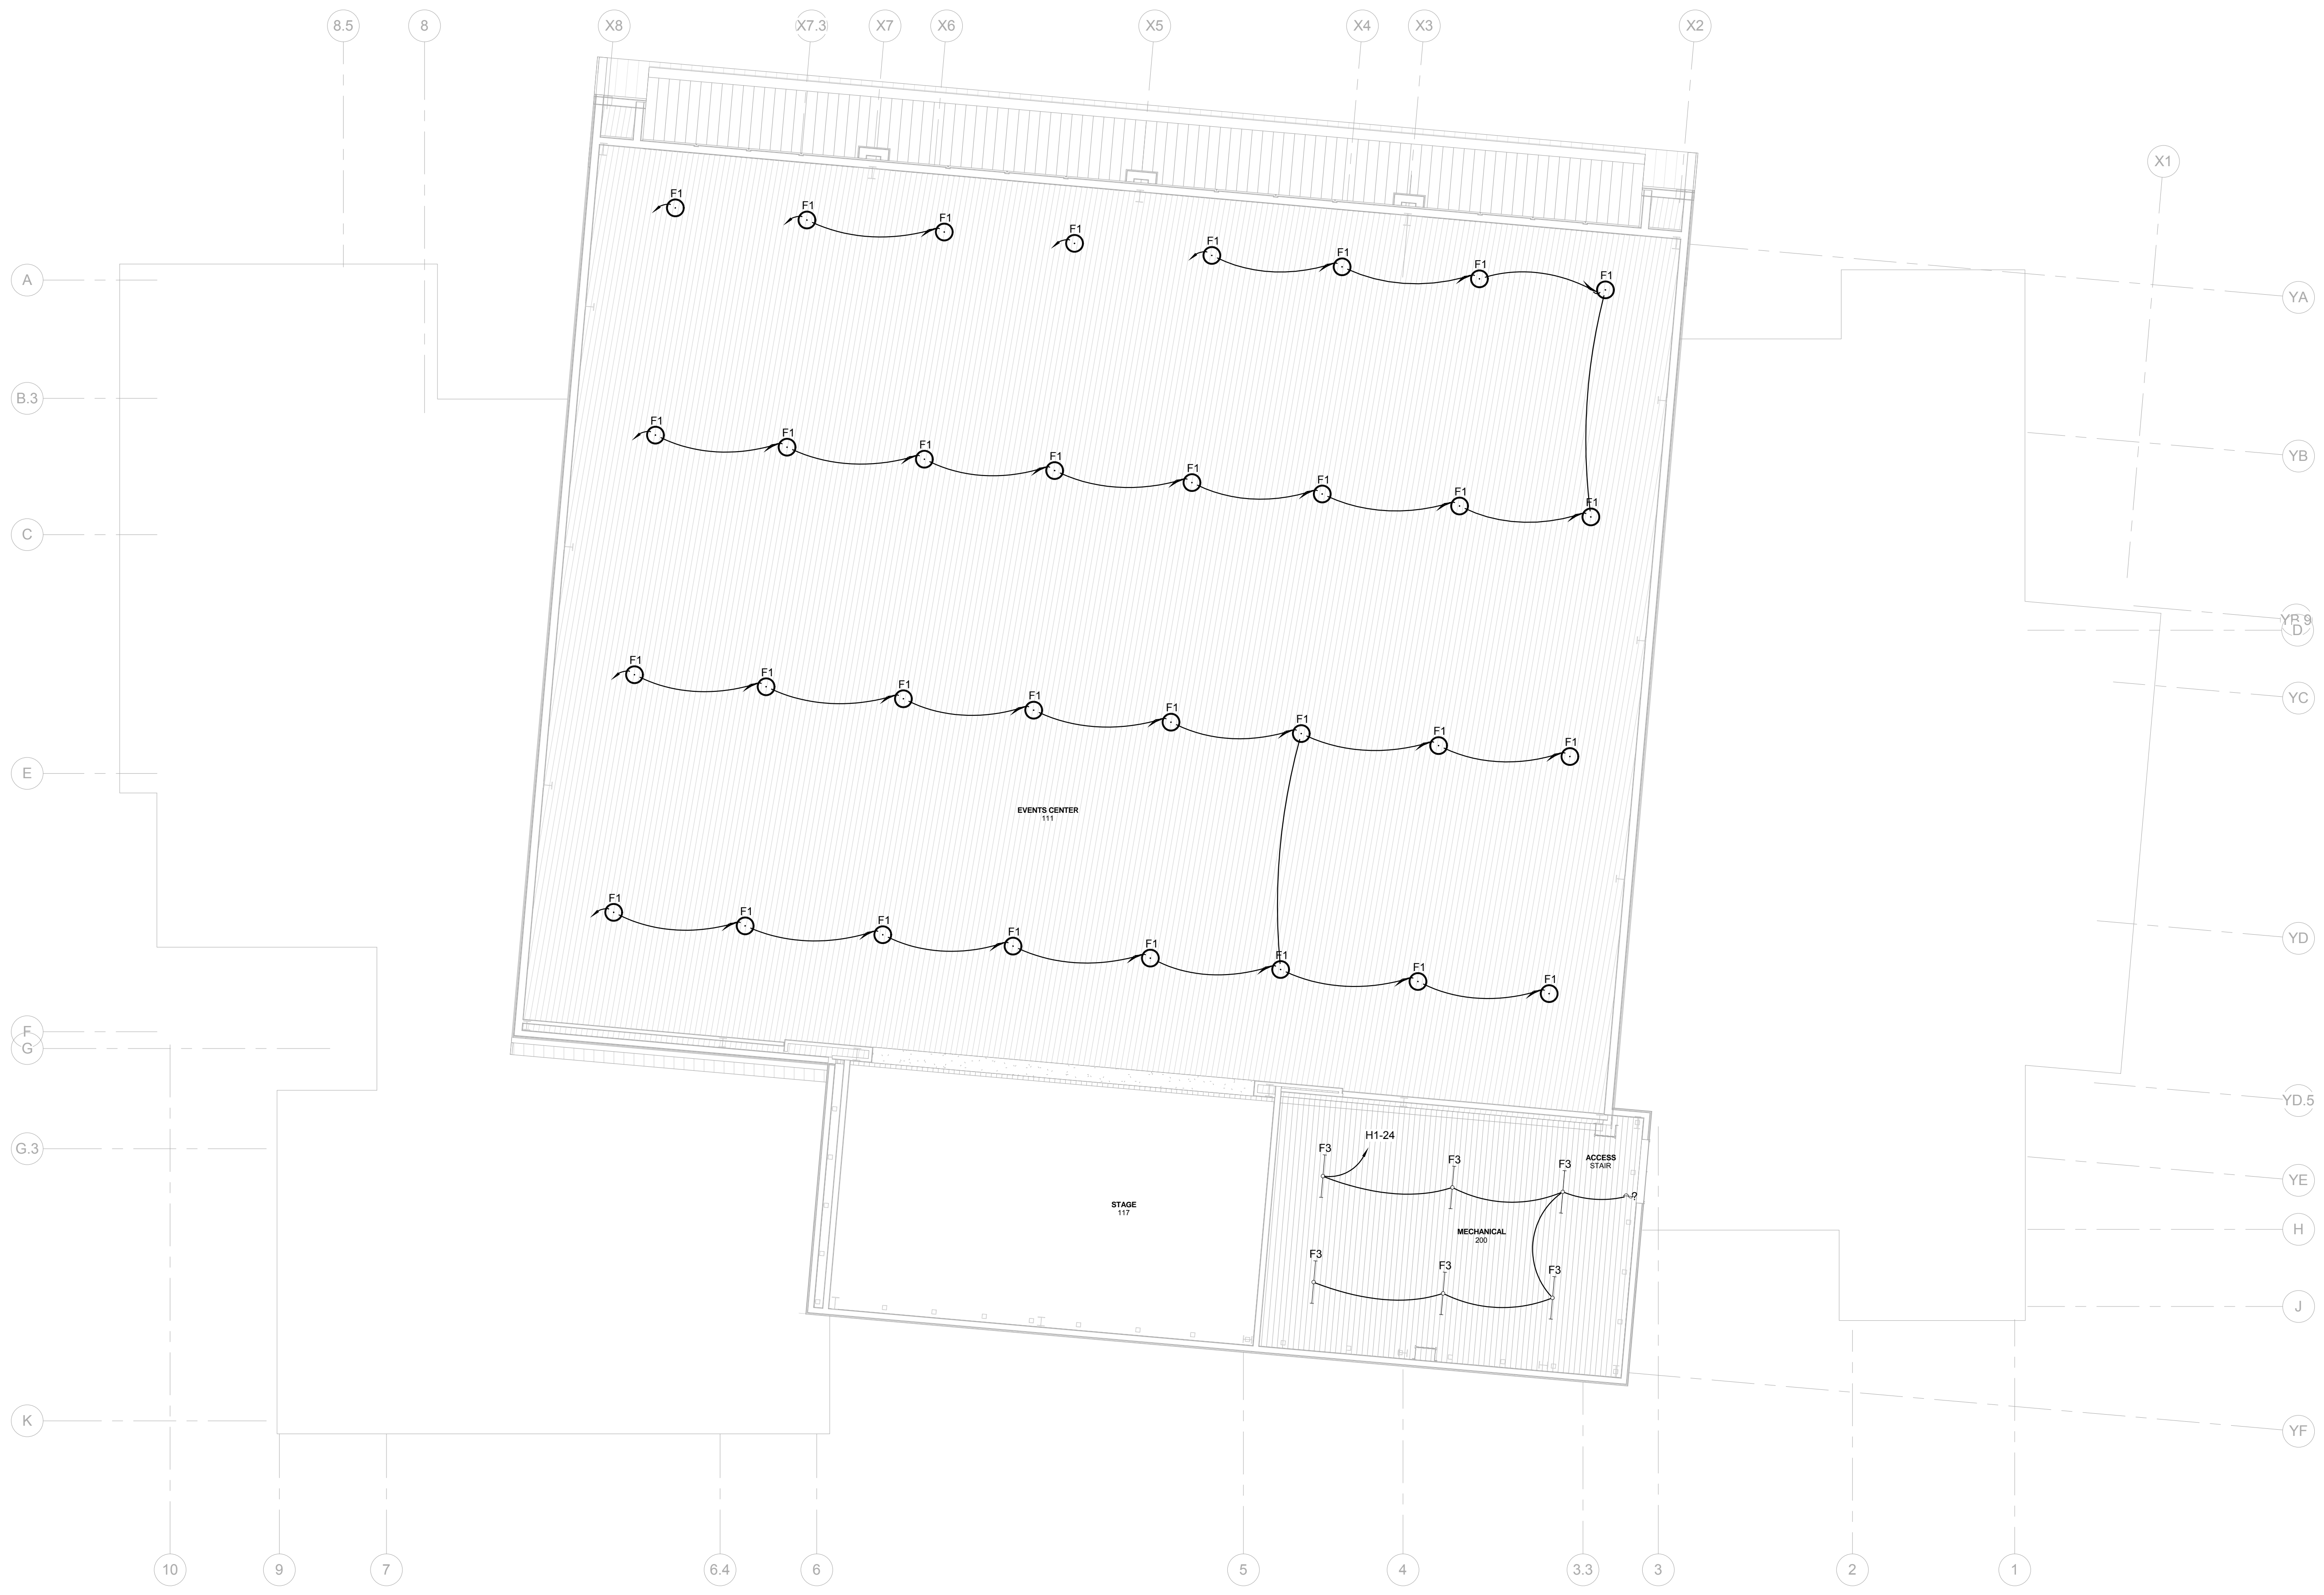 8.5
8
X8
X7.3
X7
X6
X5
X4
X3
X2
X1
F1
F1
F1
F1
F1
F1
F1
F1
A
YA
B.3
F1
F1
F1
F1
F1
F1
F1
F1
YB
C
YB.9
D
F1
F1
F1
F1
F1
F1
F1
F1
YC
E
EVENTS CENTER
111
F1
F1
F1
F1
F1
F1
F1
F1
YD
F
G
YD.5
G.3
H1-24
F3
F3
F3
ACCESS
STAIR
?
YE
STAGE
117
MECHANICAL
200
H
F3
F3
F3
J
K
YF
10
9
7
6.4
6
5
4
3.3
3
2
1